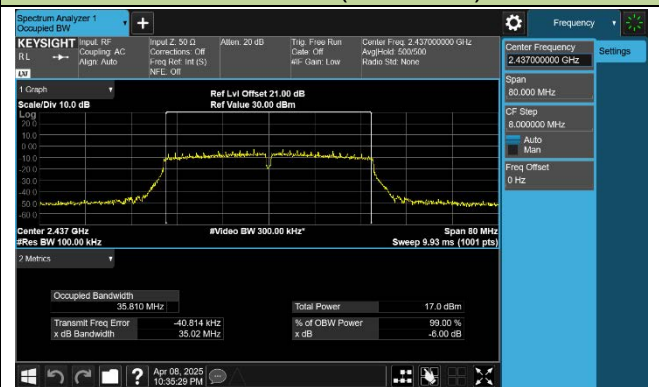 Spectrum Analyzer 1
Occupied BW
+
Frequency
KEYSIGHT
RL
LXI
Input: RF
Coupling: AC
Align: Auto
Input Z: 50 Ω
Corrections: Off
Freq Ref: Int (S)
NFE: Off
Atten: 20 dB
Trig: Free Run
Gate: Off
#IF Gain: Low
Center Freq: 2.437000000 GHz
Avg|Hold: 500/500
Radio Std: None
Center Frequency
2.437000000 GHz
Settings
Span
80.000 MHz
CF Step
8.000000 MHz
Auto
Man
Freq Offset
0 Hz
1 Graph
Scale/Div 10.0 dB
Ref Lvl Offset 21.00 dB
Ref Value 30.00 dBm
Log
20.0
10.0
0.00
-10.0
-20.0
-30.0
-40.0
-50.0
-60.0
Center 2.437 GHz
#Video BW 300.00 kHz*
Span 80 MHz
#Res BW 100.00 kHz
Sweep 9.93 ms (1001 pts)
2 Metrics
Occupied Bandwidth
35.810 MHz
Total Power 17.0 dBm
Transmit Freq Error -40.814 kHz
% of OBW Power 99.00 %
x dB Bandwidth 35.02 MHz
x dB -6.00 dB
?
Apr 08, 2025
10:35:29 PM